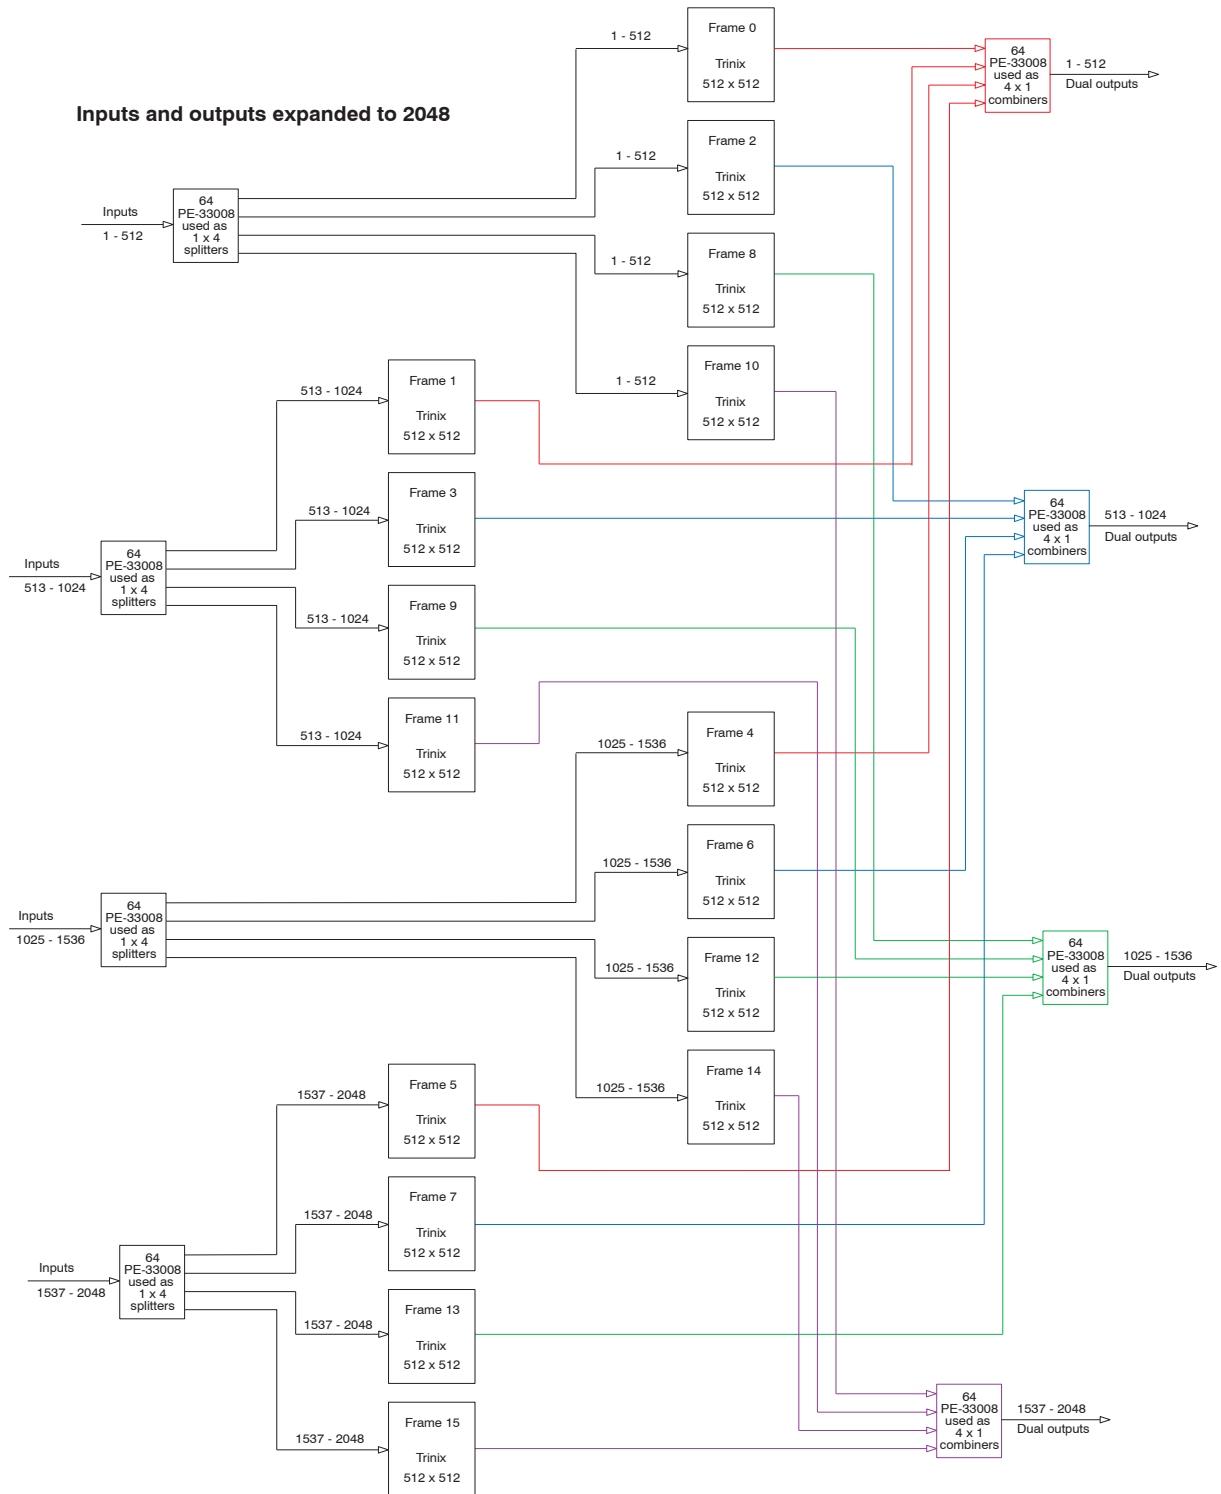 Inputs and outputs expanded to 2048
Inputs
1 - 512
64
PE-33008
used as
1 x 4
splitters
1 - 512
Frame 0
Trinix
512 x 512
1 - 512
Frame 2
Trinix
512 x 512
1 - 512
Frame 8
Trinix
512 x 512
1 - 512
Frame 10
Trinix
512 x 512
64
PE-33008
used as
4 x 1
combiners
1 - 512
Dual outputs
Inputs
513 - 1024
64
PE-33008
used as
1 x 4
splitters
513 - 1024
Frame 1
Trinix
512 x 512
513 - 1024
Frame 3
Trinix
512 x 512
513 - 1024
Frame 9
Trinix
512 x 512
513 - 1024
Frame 11
Trinix
512 x 512
64
PE-33008
used as
4 x 1
combiners
513 - 1024
Dual outputs
Inputs
1025 - 1536
64
PE-33008
used as
1 x 4
splitters
1025 - 1536
Frame 4
Trinix
512 x 512
1025 - 1536
Frame 6
Trinix
512 x 512
1025 - 1536
Frame 12
Trinix
512 x 512
1025 - 1536
Frame 14
Trinix
512 x 512
64
PE-33008
used as
4 x 1
combiners
1025 - 1536
Dual outputs
Inputs
1537 - 2048
64
PE-33008
used as
1 x 4
splitters
1537 - 2048
Frame 5
Trinix
512 x 512
1537 - 2048
Frame 7
Trinix
512 x 512
1537 - 2048
Frame 13
Trinix
512 x 512
1537 - 2048
Frame 15
Trinix
512 x 512
64
PE-33008
used as
4 x 1
combiners
1537 - 2048
Dual outputs